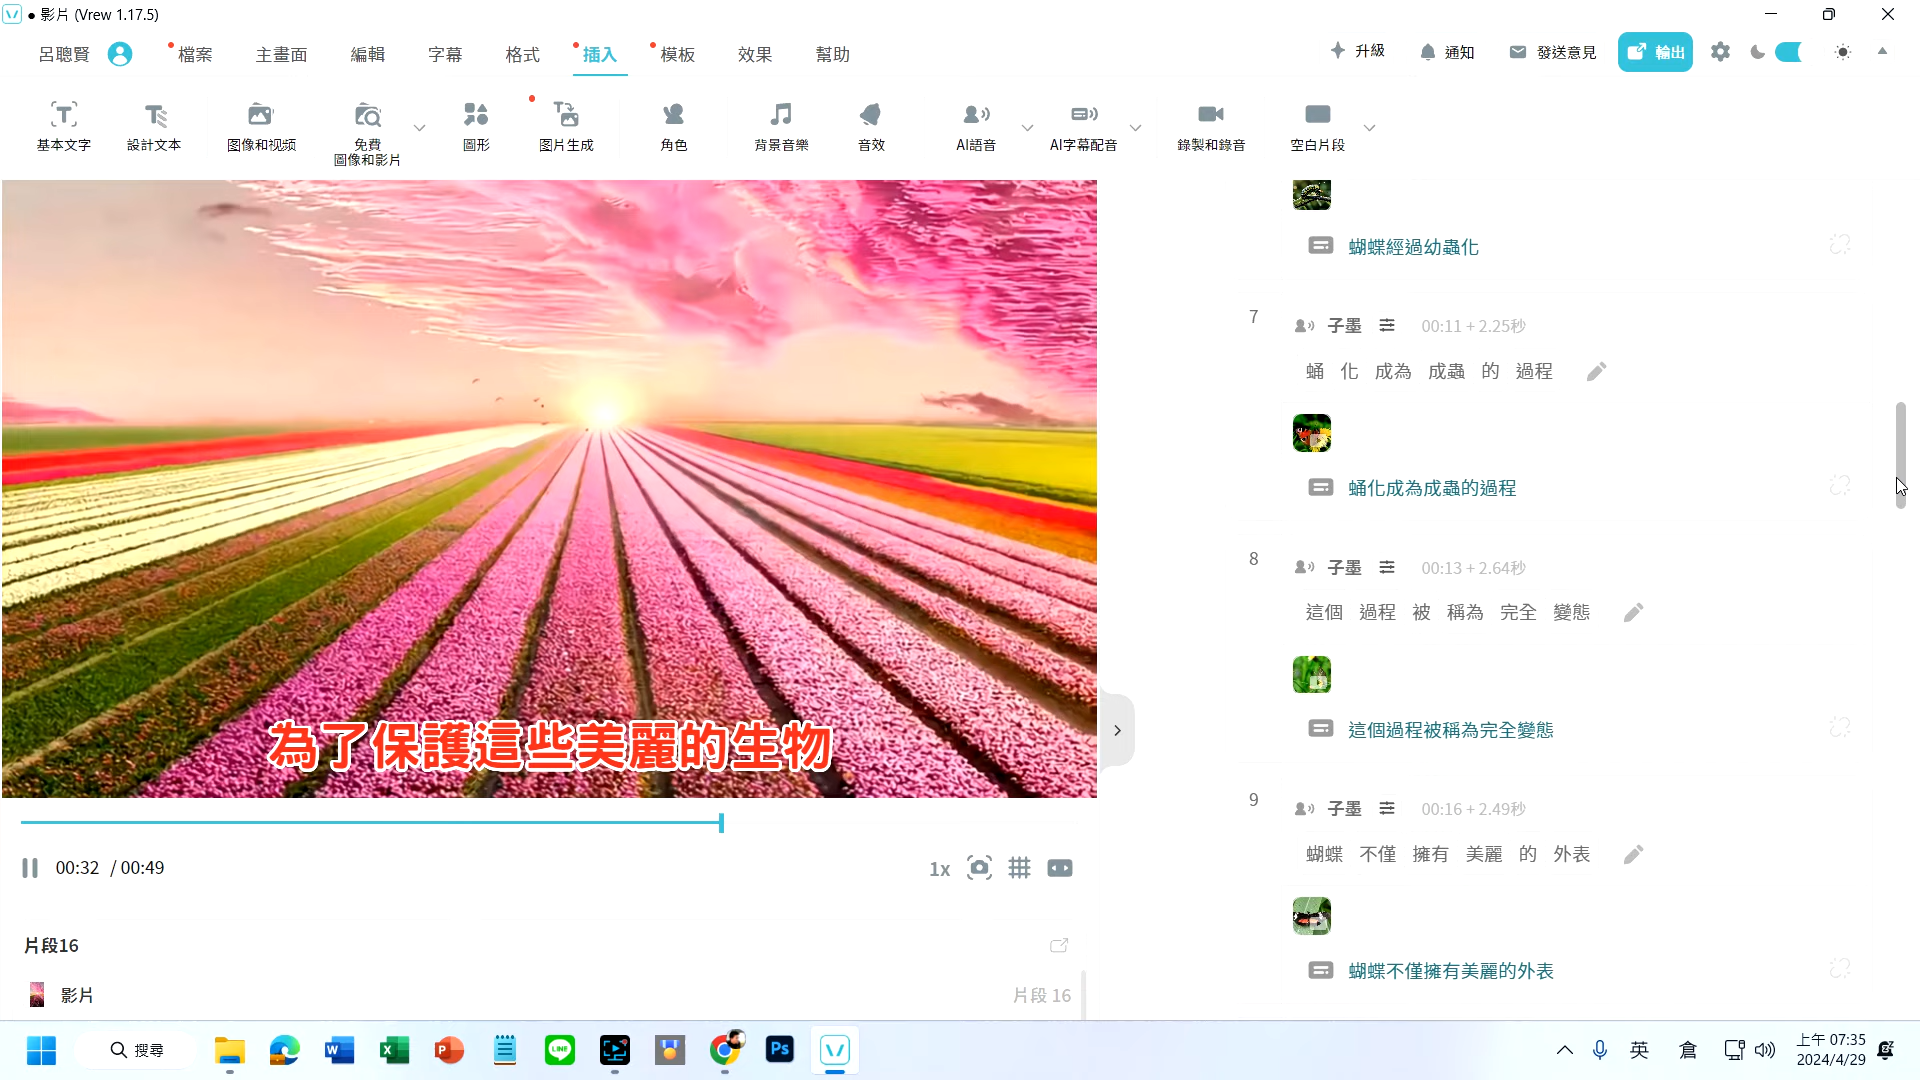 ● 影片 (Vrew 1.17.5)
呂聰賢 檔案 主畫面 編輯 字幕 格式 插入 模板 效果 幫助 升級 通知 發送意見 輸出
基本文字 設計文本 图像和视频 免費 圖像和影片 圖形 图片生成 角色 背景音樂 音效 AI語音 AI字幕配音 錄製和錄音 空白片段
蝴蝶經過幼蟲化
7 子墨 00:11 + 2.25秒
蛹 化 成為 成蟲 的 過程
蛹化成為成蟲的過程
8 子墨 00:13 + 2.64秒
這個 過程 被 稱為 完全 變態
這個過程被稱為完全變態
9 子墨 00:16 + 2.49秒
蝴蝶 不僅 擁有 美麗 的 外表
蝴蝶不僅擁有美麗的外表
為了保護這些美麗的生物
00:32 / 00:49 1x
片段16
影片 片段 16
搜尋 英 倉 上午 07:35
2024/4/29